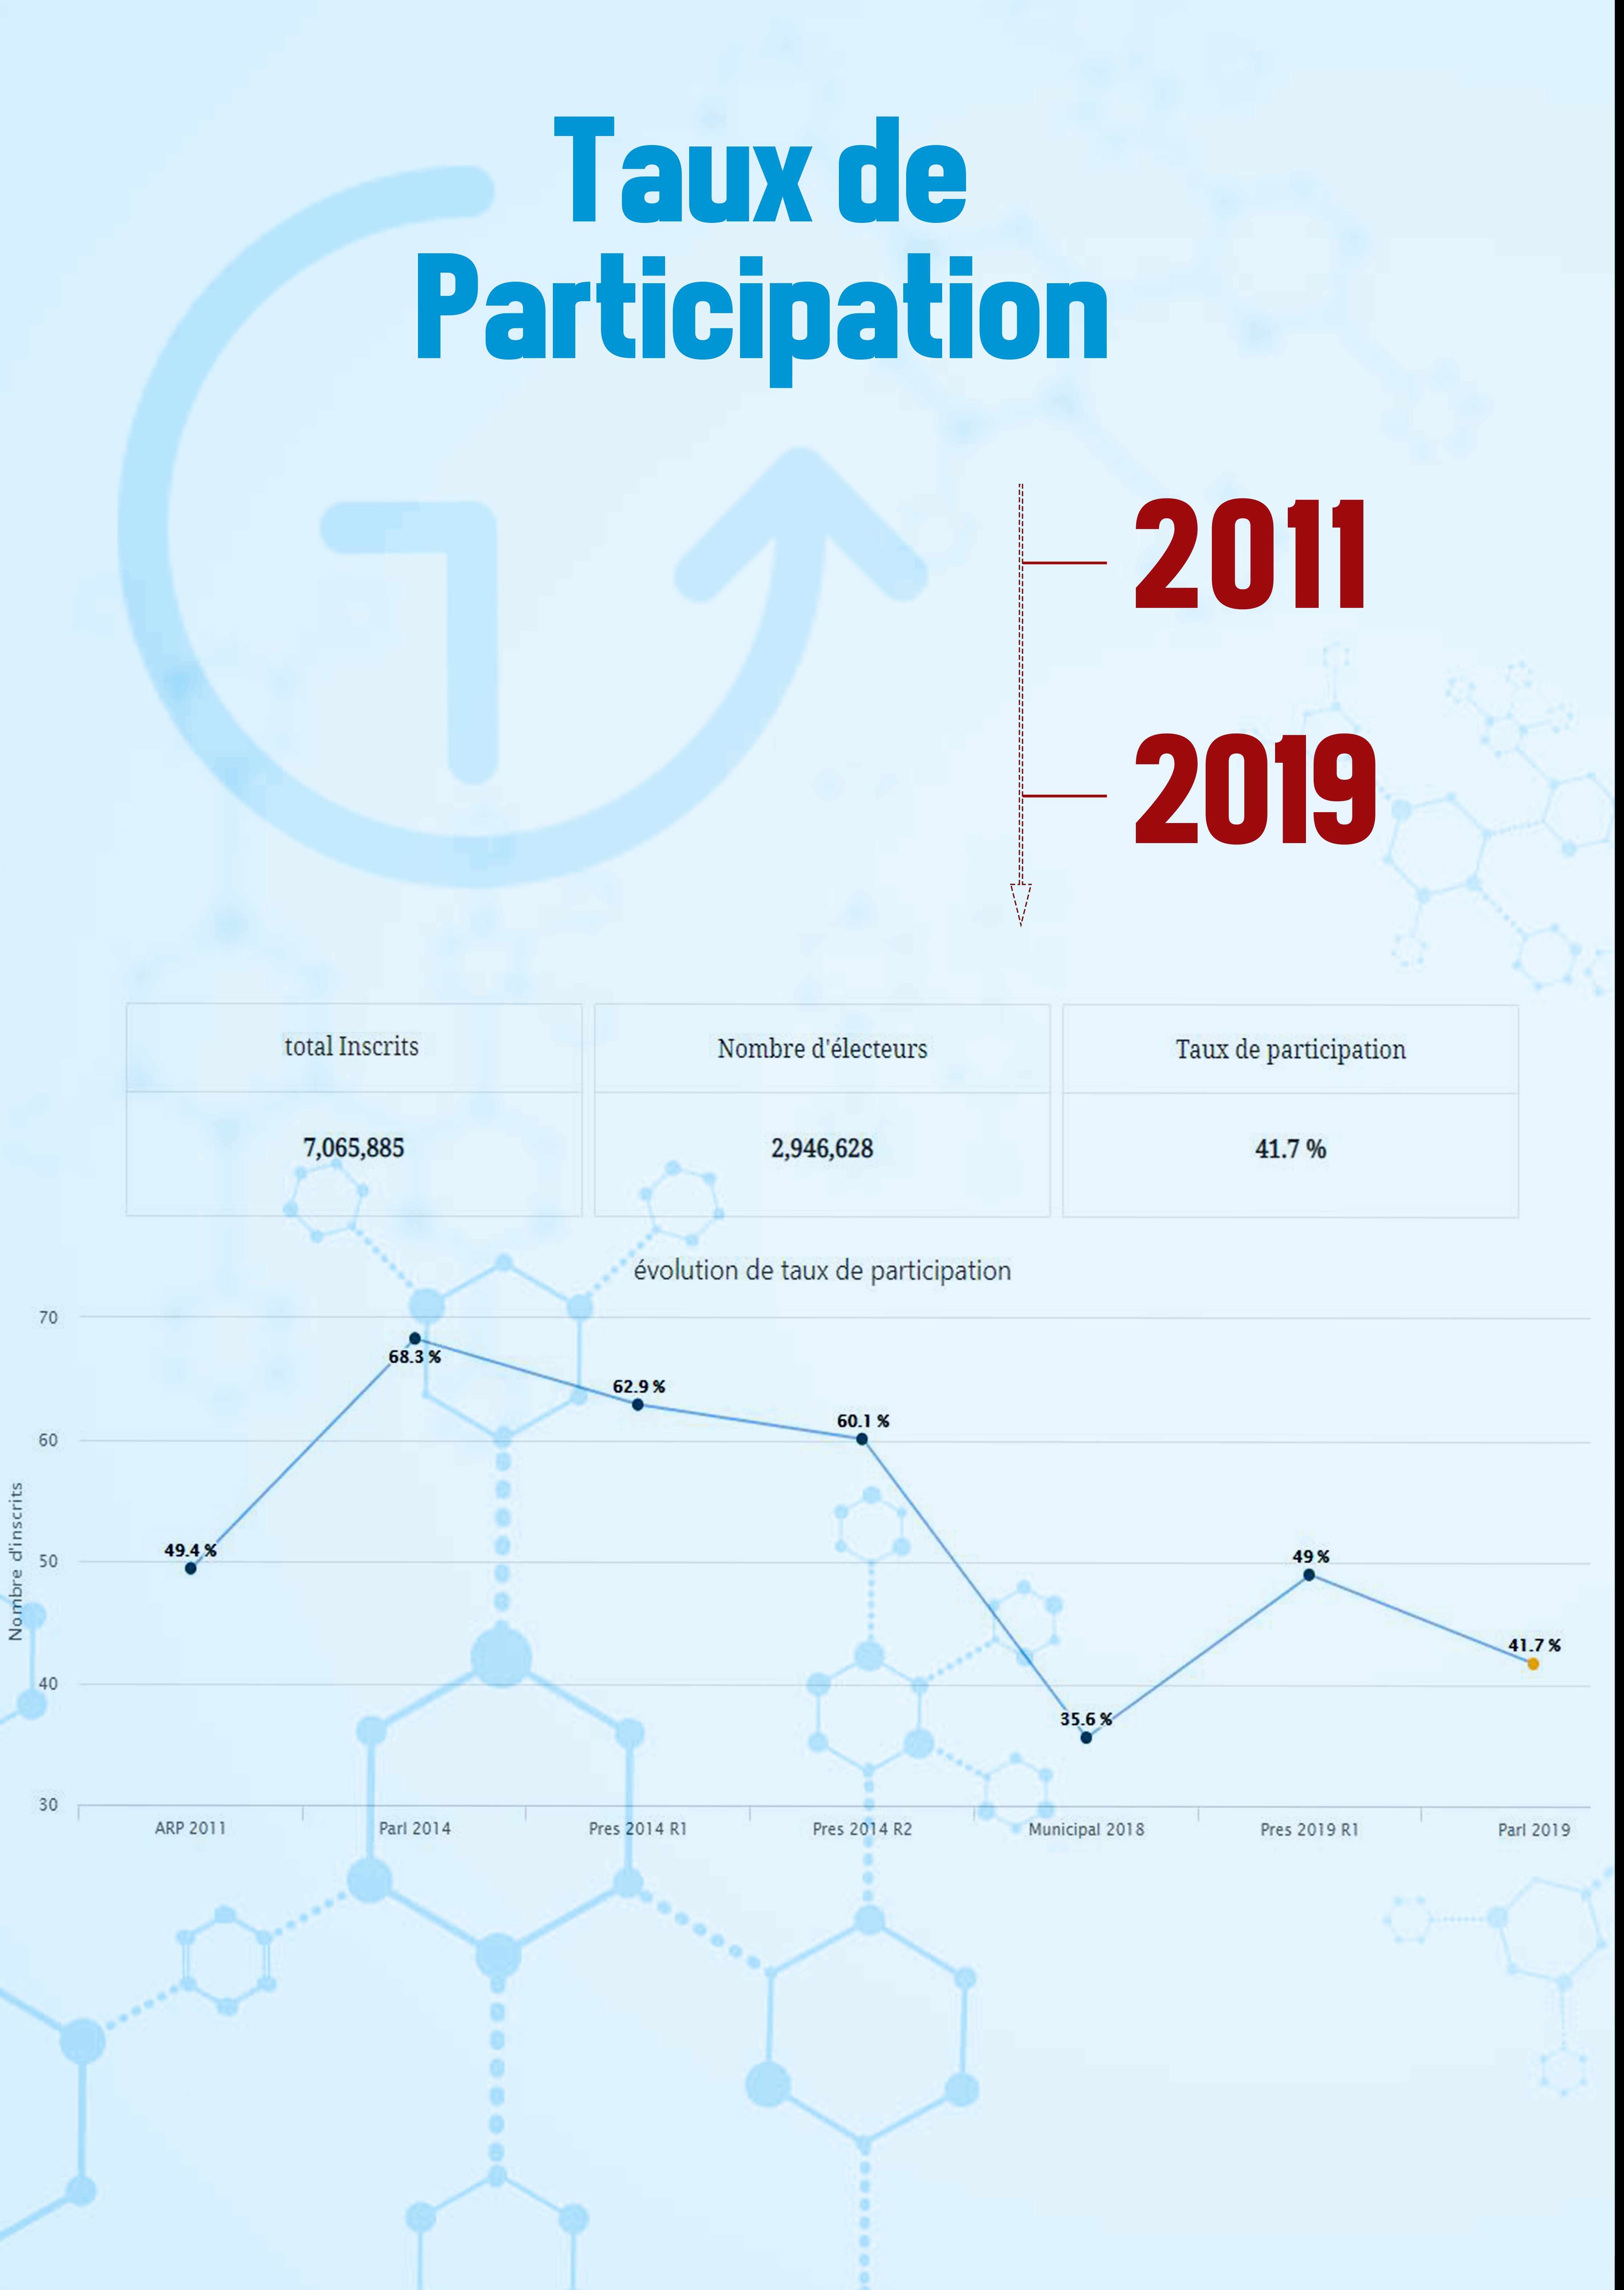 Taux de
Participation
2011
2019
total Inscrits
Nombre d'électeurs
Taux de participation
7,065,885
2,946,628
41.7 %
évolution de taux de participation
Nombre d'inscrits
70
60
50
40
30
49.4 %
68.3 %
62.9 %
60.1 %
35.6 %
49 %
41.7 %
ARP 2011
Parl 2014
Pres 2014 R1
Pres 2014 R2
Municipal 2018
Pres 2019 R1
Parl 2019